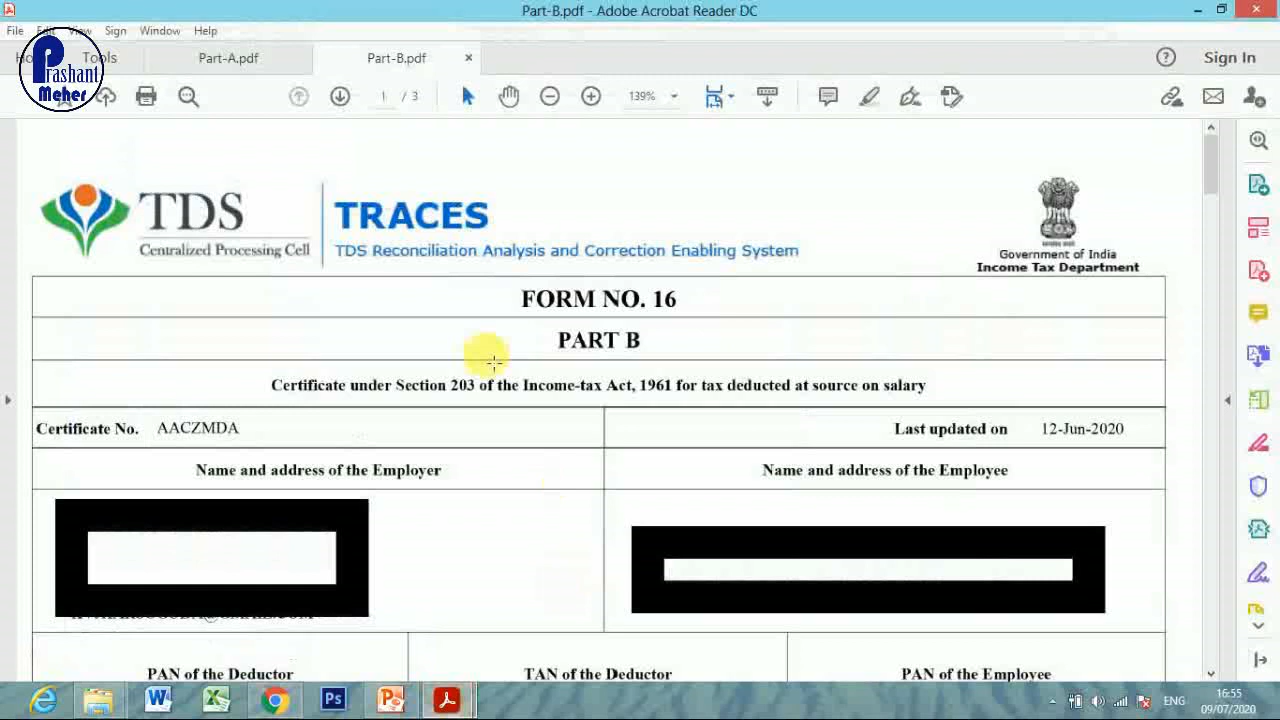 Part-B.pdf - Adobe Acrobat Reader DC
File Edit View Sign Window Help
Prashant
Meher
Tools
Part-A.pdf
Part-B.pdf
Sign In
1 / 3
139%
TDS
Centralized Processing Cell
TRACES
TDS Reconciliation Analysis and Correction Enabling System
Government of India
Income Tax Department
FORM NO. 16
PART B
Certificate under Section 203 of the Income-tax Act, 1961 for tax deducted at source on salary
Certificate No. AACZMDA
Last updated on 12-Jun-2020
Name and address of the Employer
Name and address of the Employee
PAN of the Deductor
TAN of the Deductor
PAN of the Employee
ENG
16:55
09/07/2020